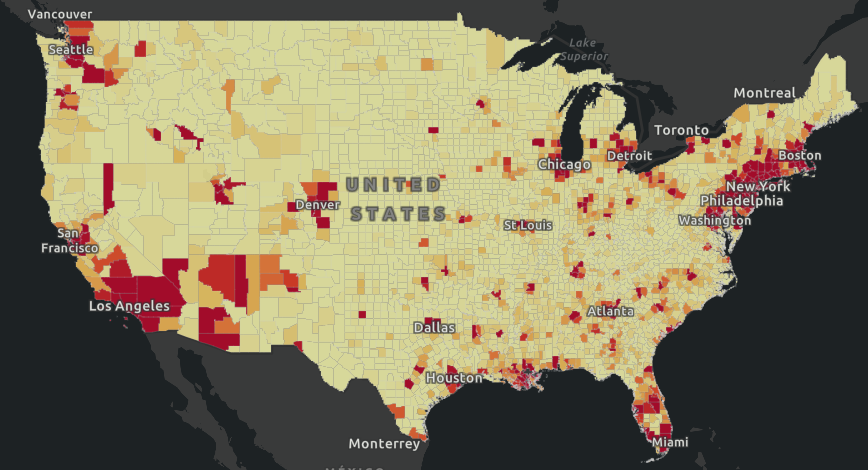 Vancouver
Seattle
Lake
Superior
Montreal
Toronto
Boston
Chicago
Detroit
New York
Philadelphia
Washington
UNITED
STATES
Denver
St Louis
San
Francisco
Los Angeles
Atlanta
Dallas
Houston
Miami
Monterrey
MÉXICO